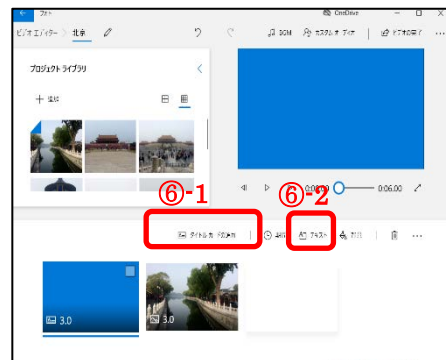 フォト
OneDrive
ビデオ エディター > 北京
BGM
カスタム オーディオ
ビデオの完了
プロジェクト ライブラリ
+ 追加
⑥-1
⑥-2
0:00.00
0:06.00
タイトル カードの追加
期間
テキスト
3.0
3.0